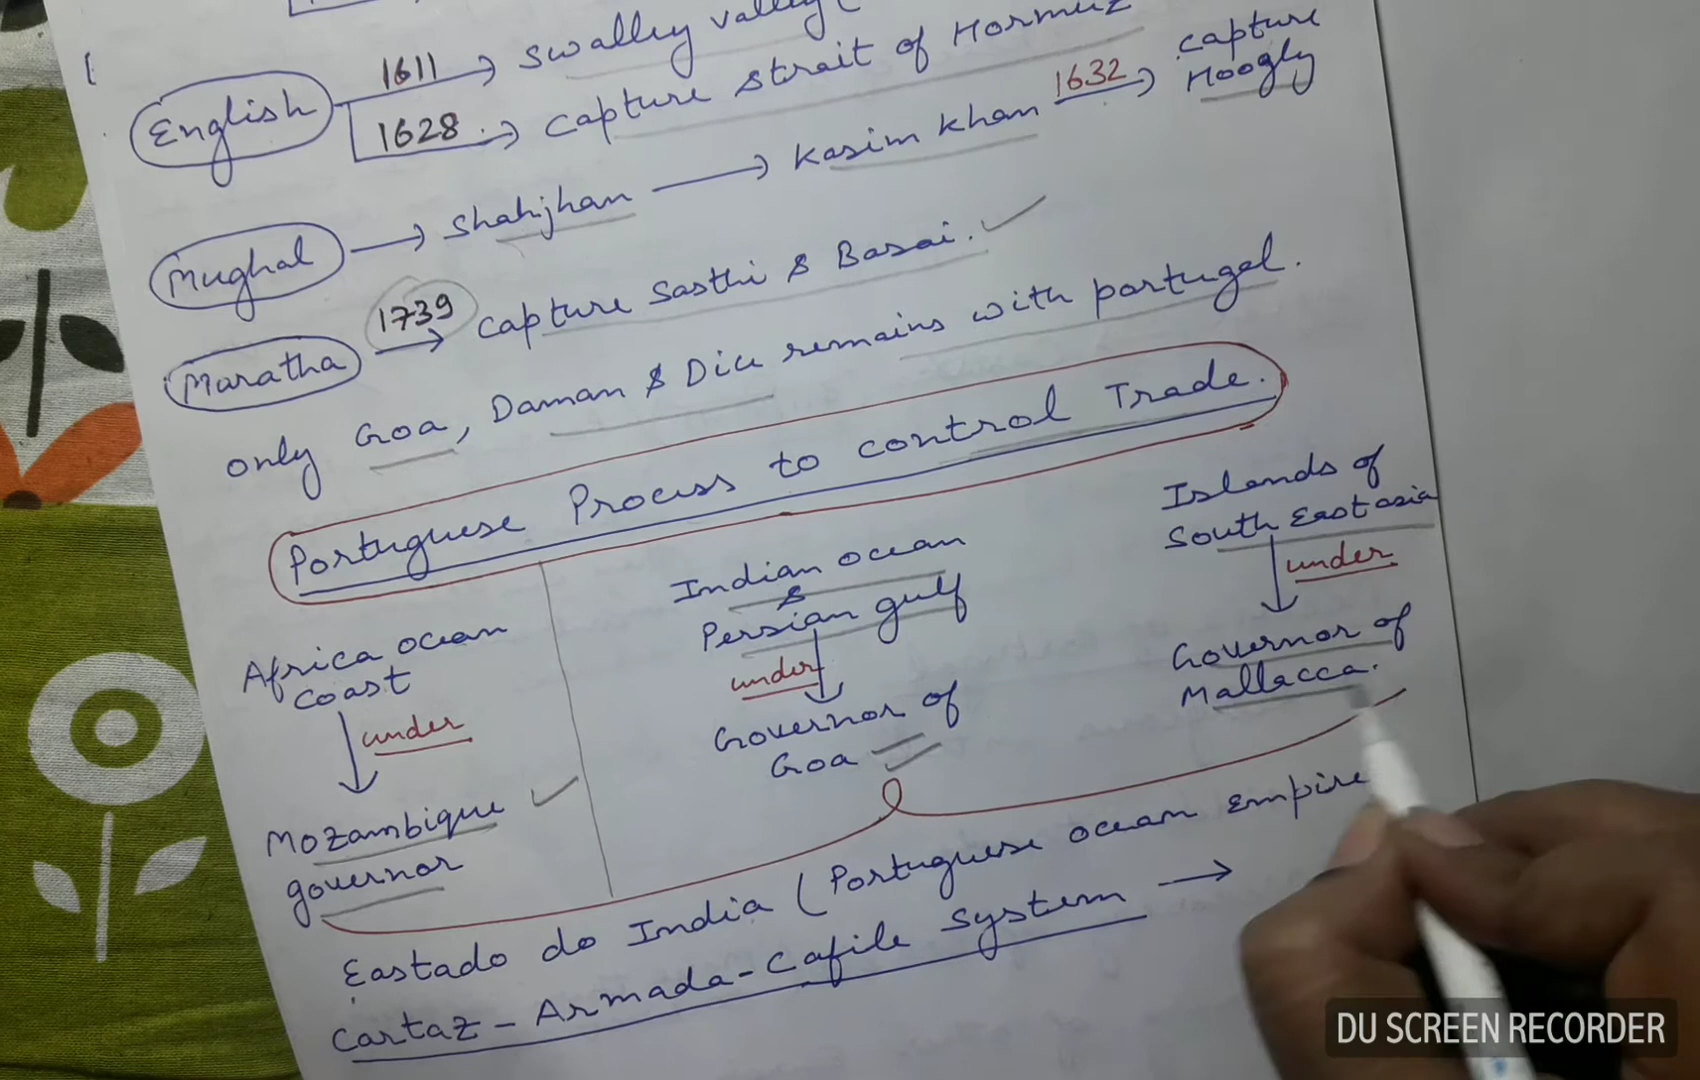 English 1611 → Swalley Valley (
1628 → Capture Strait of Hormuz
Mughal → Shahjhan → Kasim Khan 1632 → Capture Hoogly
Maratha 1739 → Capture Sasthi & Basai.
only Goa, Daman & Diu remains with portugal.
Portuguese Process to control Trade.
Africa ocean
coast
under
Mozambique
governor
Indian ocean
&
Persian gulf
under
Governor of
Goa
Islands of
South East asia
under
Governor of
Mallacca.
Eastado do India (Portuguese ocean Empire
Cartaz - Armada - Cafile System →
DU SCREEN RECORDER